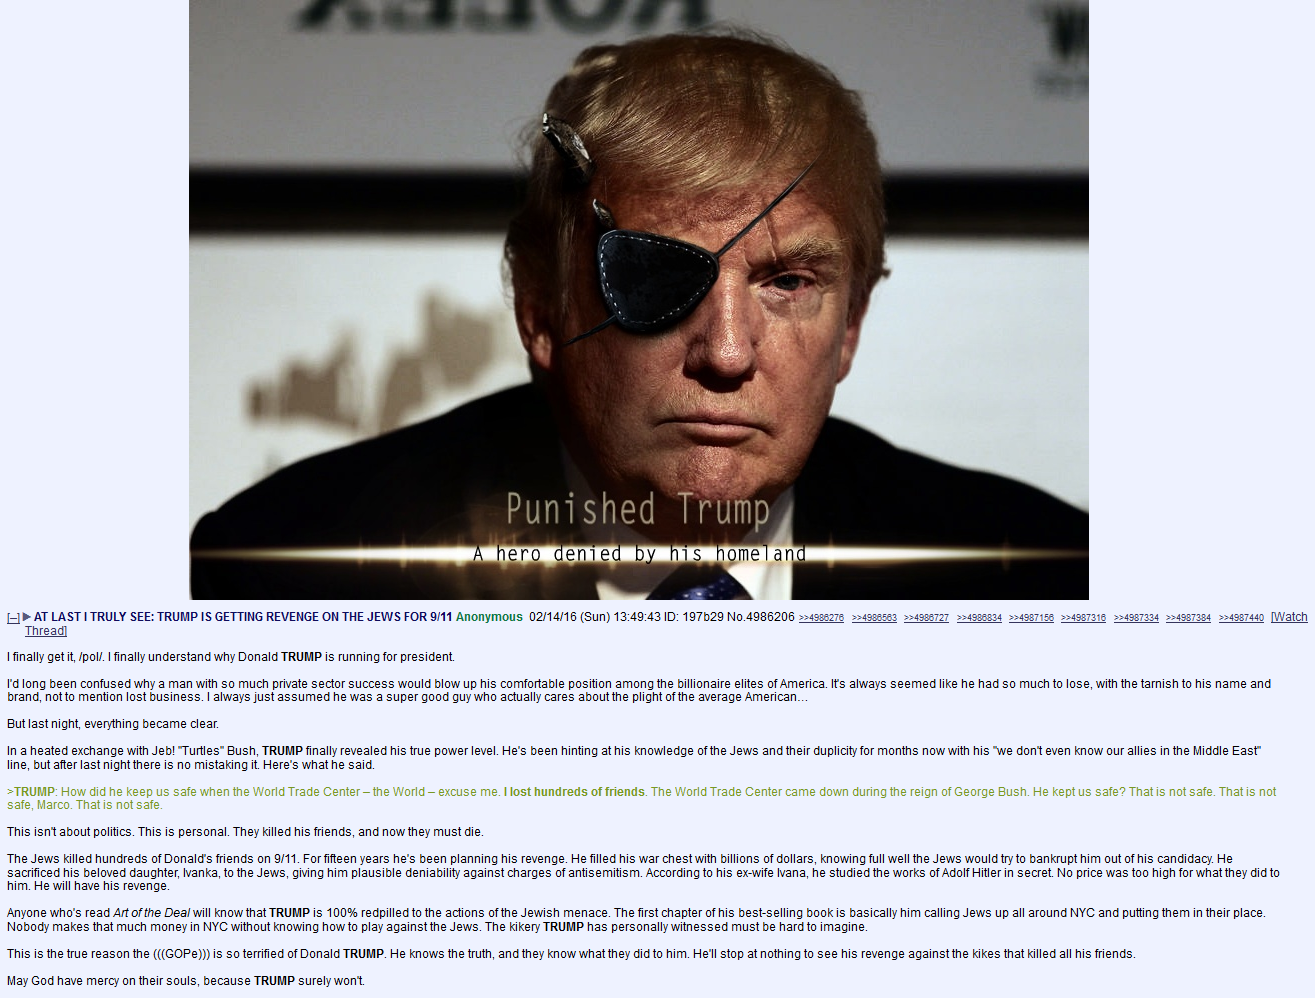 Punished Trump
A hero denied by his homeland
[–] ▶ AT LAST I TRULY SEE: TRUMP IS GETTING REVENGE ON THE JEWS FOR 9/11 Anonymous 02/14/16 (Sun) 13:49:43 ID: 197b29 No.4986206 >>4986276 >>4986563 >>4986727 >>4986834 >>4987156 >>4987316 >>4987334 >>4987384 >>4987440 [Watch
Thread]
I finally get it, /pol/. I finally understand why Donald TRUMP is running for president.
I'd long been confused why a man with so much private sector success would blow up his comfortable position among the billionaire elites of America. It's always seemed like he had so much to lose, with the tarnish to his name and
brand, not to mention lost business. I always just assumed he was a super good guy who actually cares about the plight of the average American…
But last night, everything became clear.
In a heated exchange with Jeb! "Turtles" Bush, TRUMP finally revealed his true power level. He's been hinting at his knowledge of the Jews and their duplicity for months now with his "we don't even know our allies in the Middle East"
line, but after last night there is no mistaking it. Here's what he said.
>TRUMP: How did he keep us safe when the World Trade Center – the World – excuse me. I lost hundreds of friends. The World Trade Center came down during the reign of George Bush. He kept us safe? That is not safe. That is not
safe, Marco. That is not safe.
This isn't about politics. This is personal. They killed his friends, and now they must die.
The Jews killed hundreds of Donald's friends on 9/11. For fifteen years he's been planning his revenge. He filled his war chest with billions of dollars, knowing full well the Jews would try to bankrupt him out of his candidacy. He
sacrificed his beloved daughter, Ivanka, to the Jews, giving him plausible deniability against charges of antisemitism. According to his ex-wife Ivana, he studied the works of Adolf Hitler in secret. No price was too high for what they did to
him. He will have his revenge.
Anyone who's read Art of the Deal will know that TRUMP is 100% redpilled to the actions of the Jewish menace. The first chapter of his best-selling book is basically him calling Jews up all around NYC and putting them in their place.
Nobody makes that much money in NYC without knowing how to play against the Jews. The kikery TRUMP has personally witnessed must be hard to imagine.
This is the true reason the (((GOPe))) is so terrified of Donald TRUMP. He knows the truth, and they know what they did to him. He'll stop at nothing to see his revenge against the kikes that killed all his friends.
May God have mercy on their souls, because TRUMP surely won't.